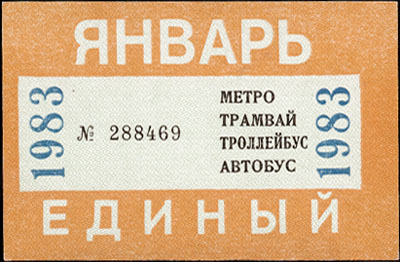 ЯНВАРЬ
1983
№ 288469
МЕТРО
ТРАМВАЙ
ТРОЛЛЕЙБУС
АВТОБУС
1983
ЕДИНЫЙ